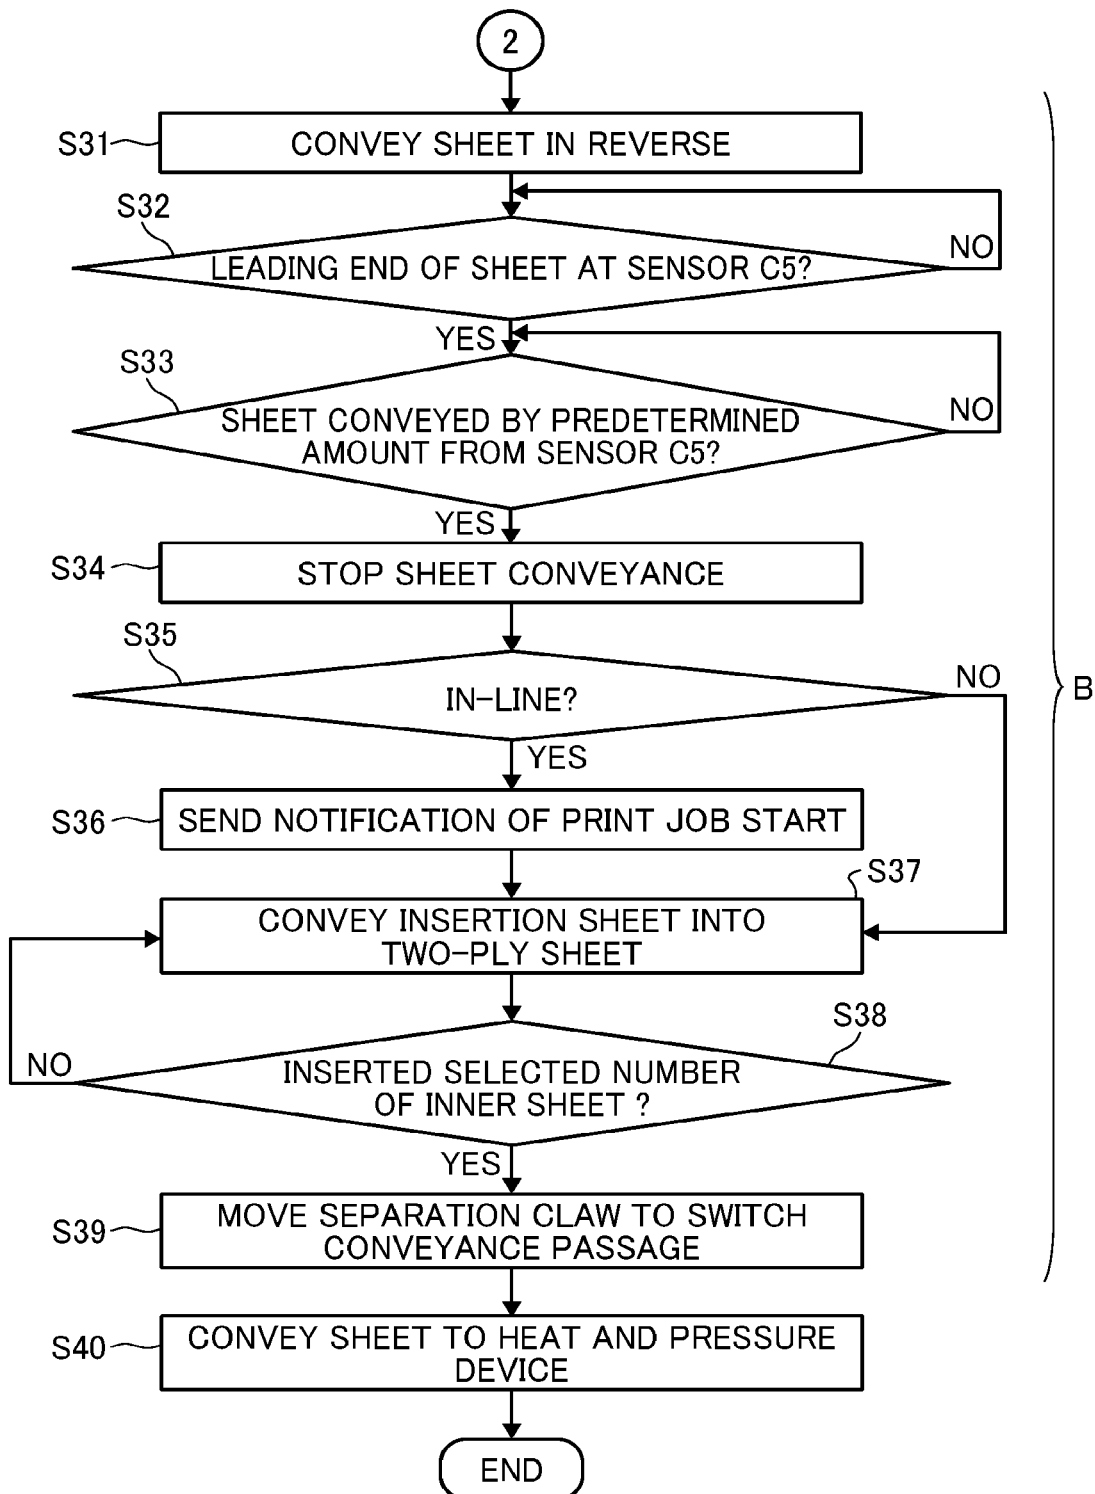 2
S31
CONVEY SHEET IN REVERSE
S32
LEADING END OF SHEET AT SENSOR C5?
NO
YES
S33
SHEET CONVEYED BY PREDETERMINED
AMOUNT FROM SENSOR C5?
NO
YES
S34
STOP SHEET CONVEYANCE
S35
IN-LINE?
NO
B
YES
S36
SEND NOTIFICATION OF PRINT JOB START
S37
CONVEY INSERTION SHEET INTO
TWO-PLY SHEET
S38
NO
INSERTED SELECTED NUMBER
OF INNER SHEET ?
YES
S39
MOVE SEPARATION CLAW TO SWITCH
CONVEYANCE PASSAGE
S40
CONVEY SHEET TO HEAT AND PRESSURE
DEVICE
END